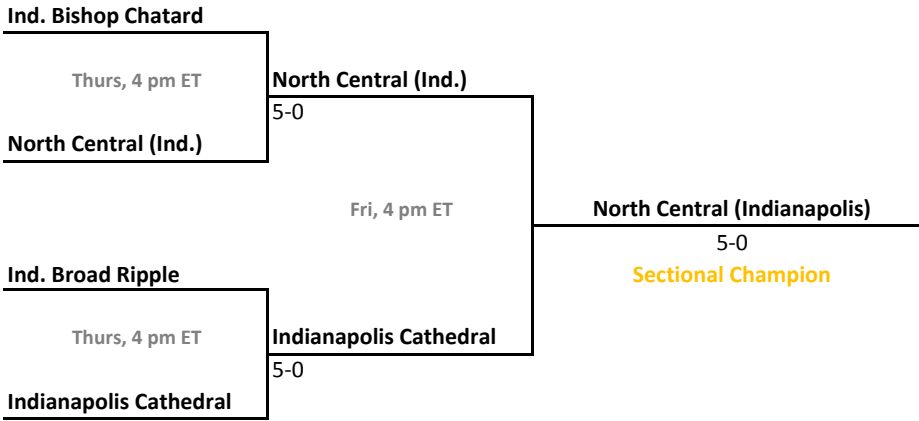 Ind. Bishop Chatard
Thurs, 4 pm ET
North Central (Ind.)
5-0
North Central (Ind.)
Fri, 4 pm ET
North Central (Indianapolis)
5-0
Sectional Champion
Ind. Broad Ripple
Thurs, 4 pm ET
Indianapolis Cathedral
5-0
Indianapolis Cathedral